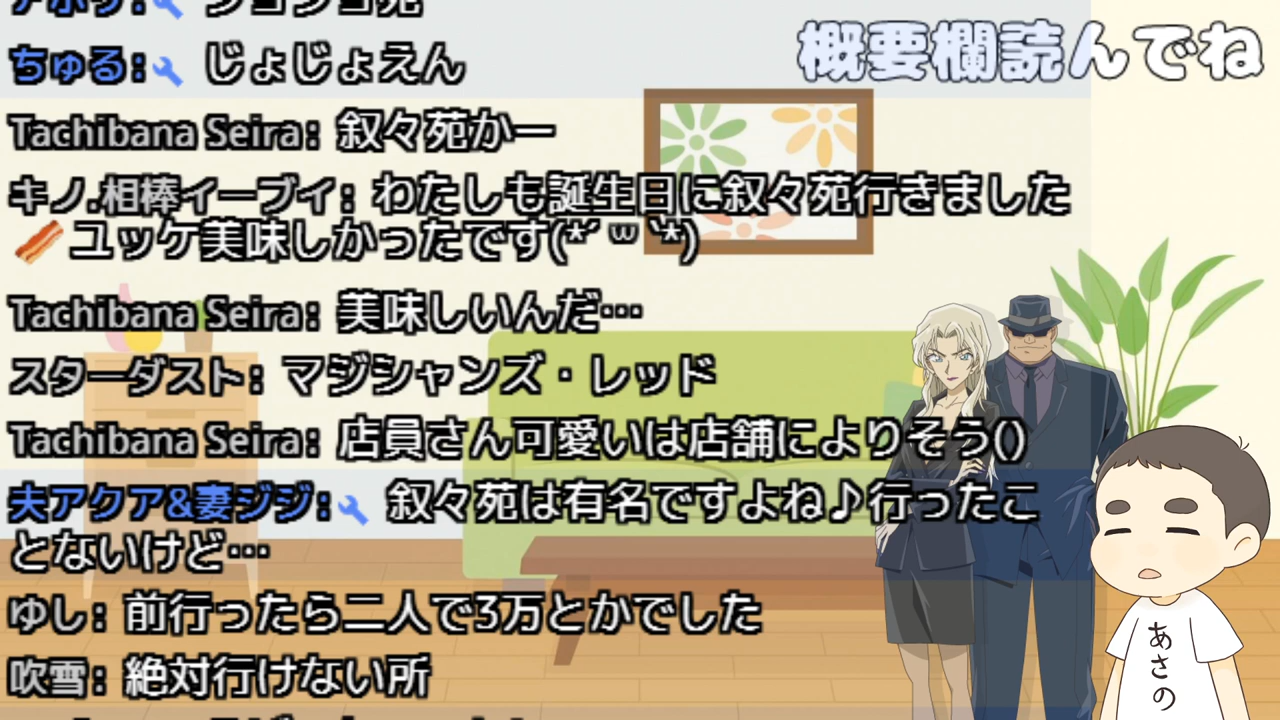 概要欄読んでね
ちゅる: じょじょえん
Tachibana Seira: 叙々苑かー
キノ.相棒イーブイ: わたしも誕生日に叙々苑行きました
🥓ユッケ美味しかったです(*´꒳`*)
Tachibana Seira: 美味しいんだ…
スターダスト: マジシャンズ・レッド
Tachibana Seira: 店員さん可愛いは店舗によりそう()
夫アクア&妻ジジ: 叙々苑は有名ですよね♪行ったこ
とないけど…
ゆし: 前行ったら二人で3万とかでした
吹雪: 絶対行けない所
あさの